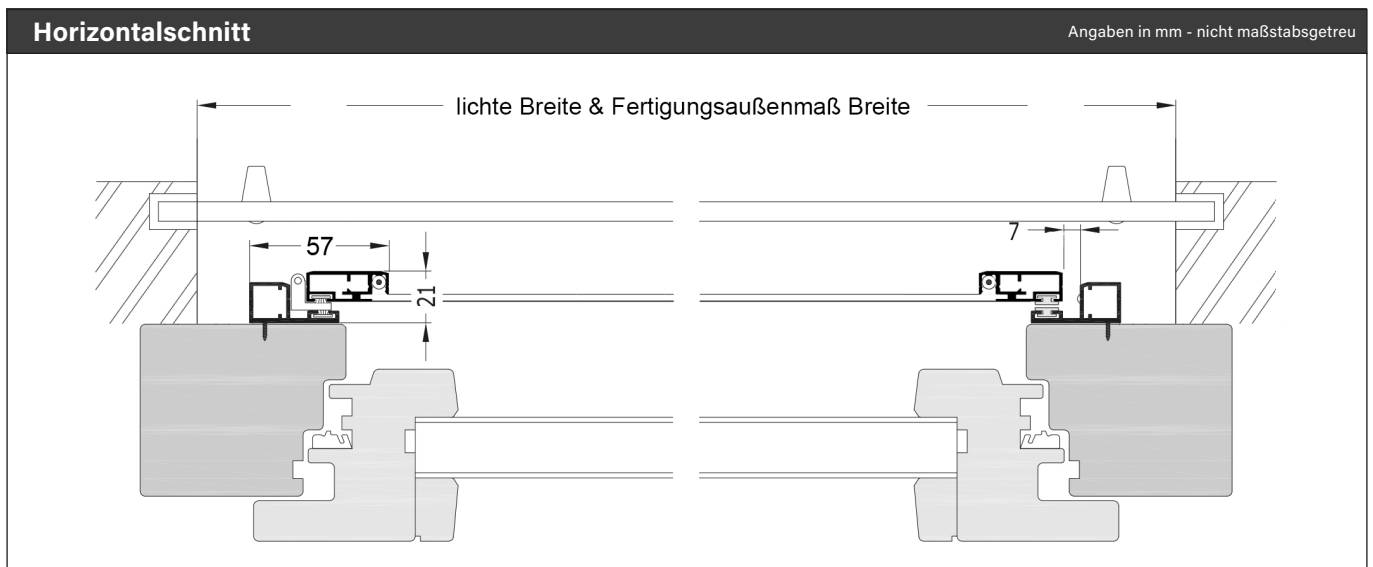 Horizontalschnitt
Angaben in mm - nicht maßstabsgetreu
lichte Breite & Fertigungsaußenmaß Breite
7
57
21